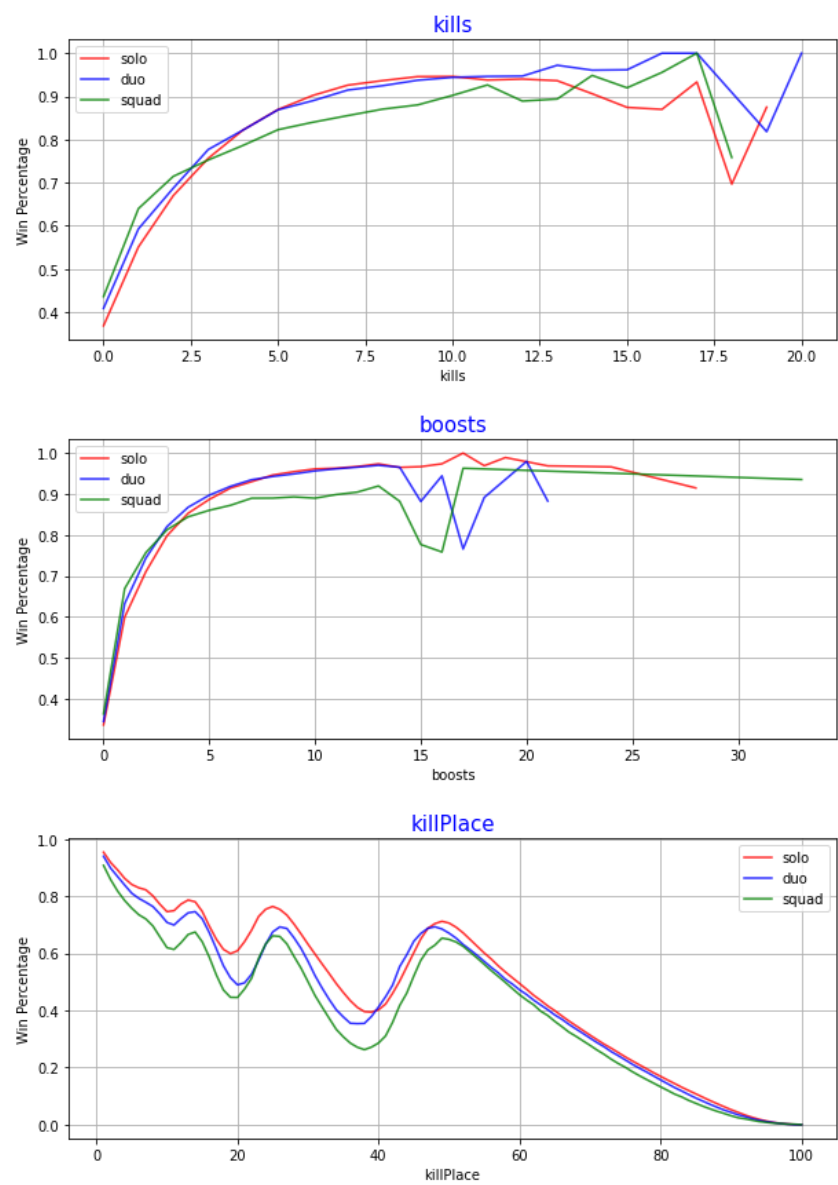 kills
solo
duo
squad
Win Percentage
1.0
0.9
0.8
0.7
0.6
0.5
0.4
0.0 2.5 5.0 7.5 10.0 12.5 15.0 17.5 20.0
kills
boosts
solo
duo
squad
Win Percentage
1.0
0.9
0.8
0.7
0.6
0.5
0.4
0 5 10 15 20 25 30
boosts
killPlace
solo
duo
squad
Win Percentage
1.0
0.8
0.6
0.4
0.2
0.0
0 20 40 60 80 100
killPlace